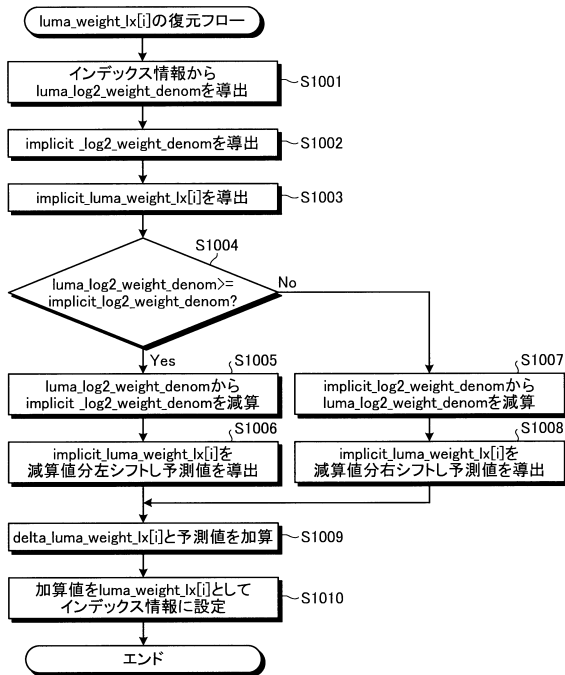 luma_weight_lx[i]の復元フロー
インデックス情報から
luma_log2_weight_denomを導出
S1001
implicit _log2_weight_denomを導出
S1002
implicit_luma_weight_lx[i]を導出
S1003
S1004
luma_log2_weight_denom>=
implicit_log2_weight_denom?
No
Yes
S1005
luma_log2_weight_denomから
implicit _log2_weight_denomを減算
S1007
implicit_log2_weight_denomから
luma_log2_weight_denomを減算
S1006
implicit_luma_weight_lx[i]を
減算値分左シフトし予測値を導出
S1008
implicit_luma_weight_lx[i]を
減算値分右シフトし予測値を導出
delta_luma_weight_lx[i]と予測値を加算
S1009
加算値をluma_weight_lx[i]として
インデックス情報に設定
S1010
エンド